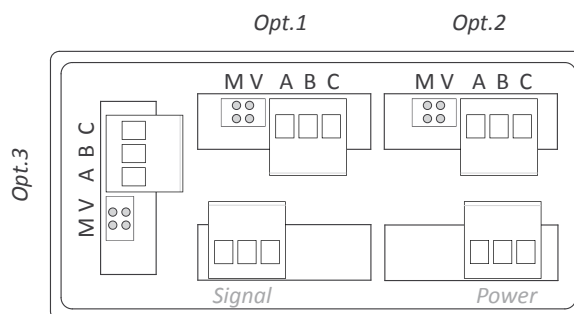 Opt.1
Opt.2
M V A B C
M V A B C
Opt.3
M V A B C
Signal
Power